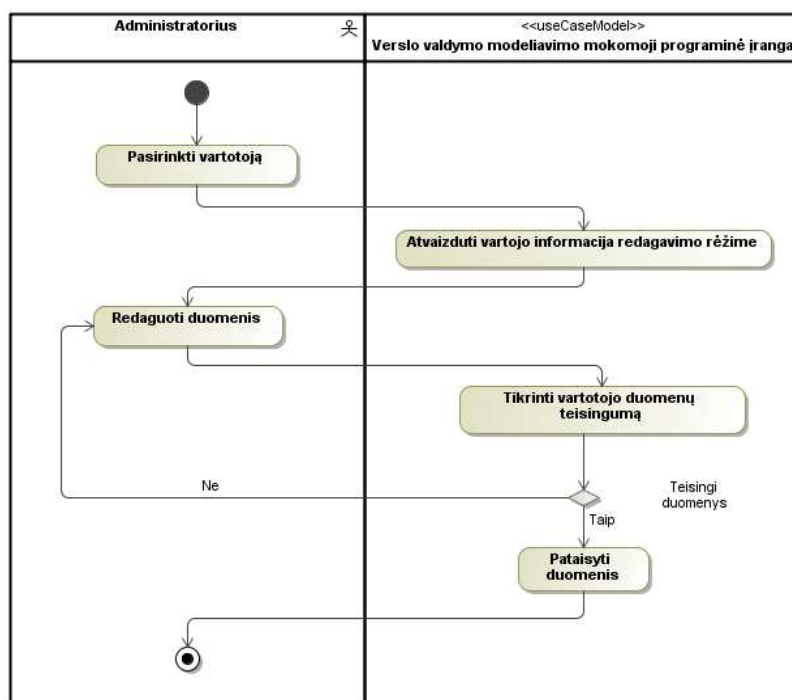 Administratorius
<<useCaseModel>>
Verslo valdymo modeliavimo mokomoji programinė įranga
Pasirinkti vartotoją
Atvaizduti vartojo informacija redagavimo rėžime
Redaguoti duomenis
Tikrinti vartotojo duomenų
teisingumą
Ne
Teisingi
duomenys
Taip
Pataisyti
duomenis